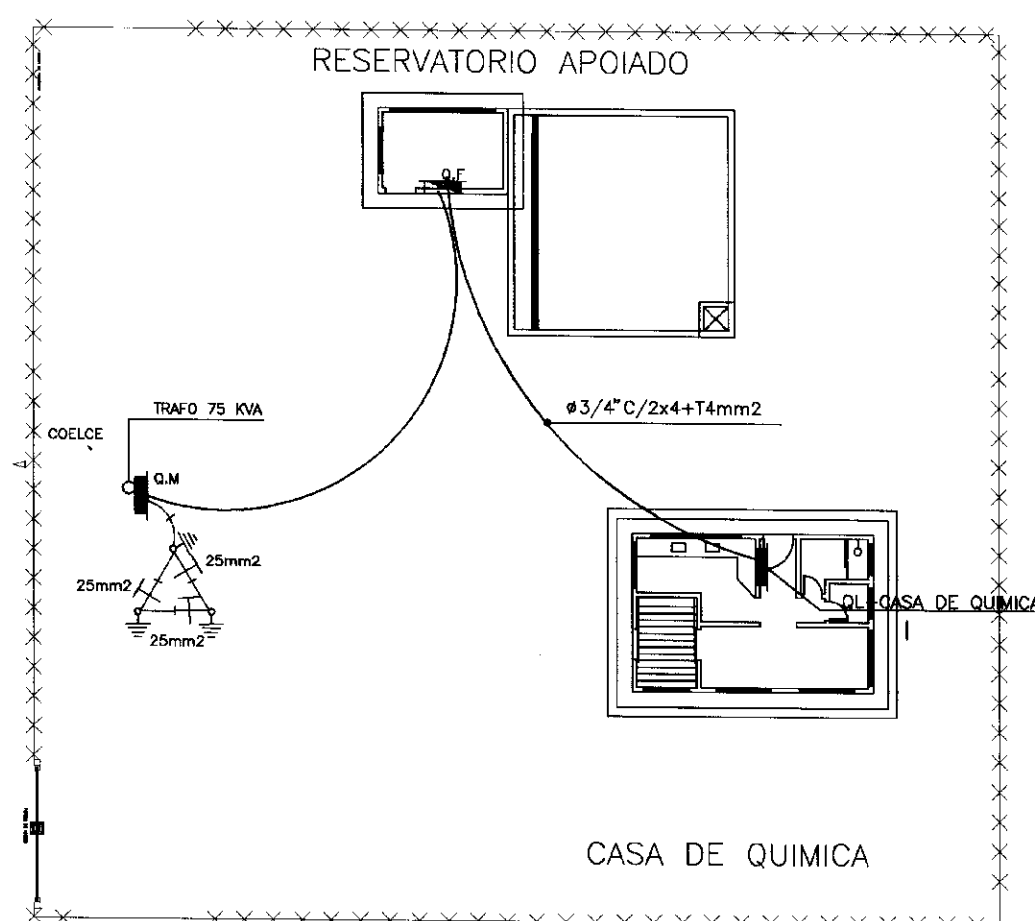 RESERVATORIO APOIADO
Q.F
TRAFO 75 KVA
ø3/4"C/2x4+T4mm2
COELCE
Q.M
25mm2
25mm2
25mm2
QL-CASA DE QUIMICA
CASA DE QUIMICA